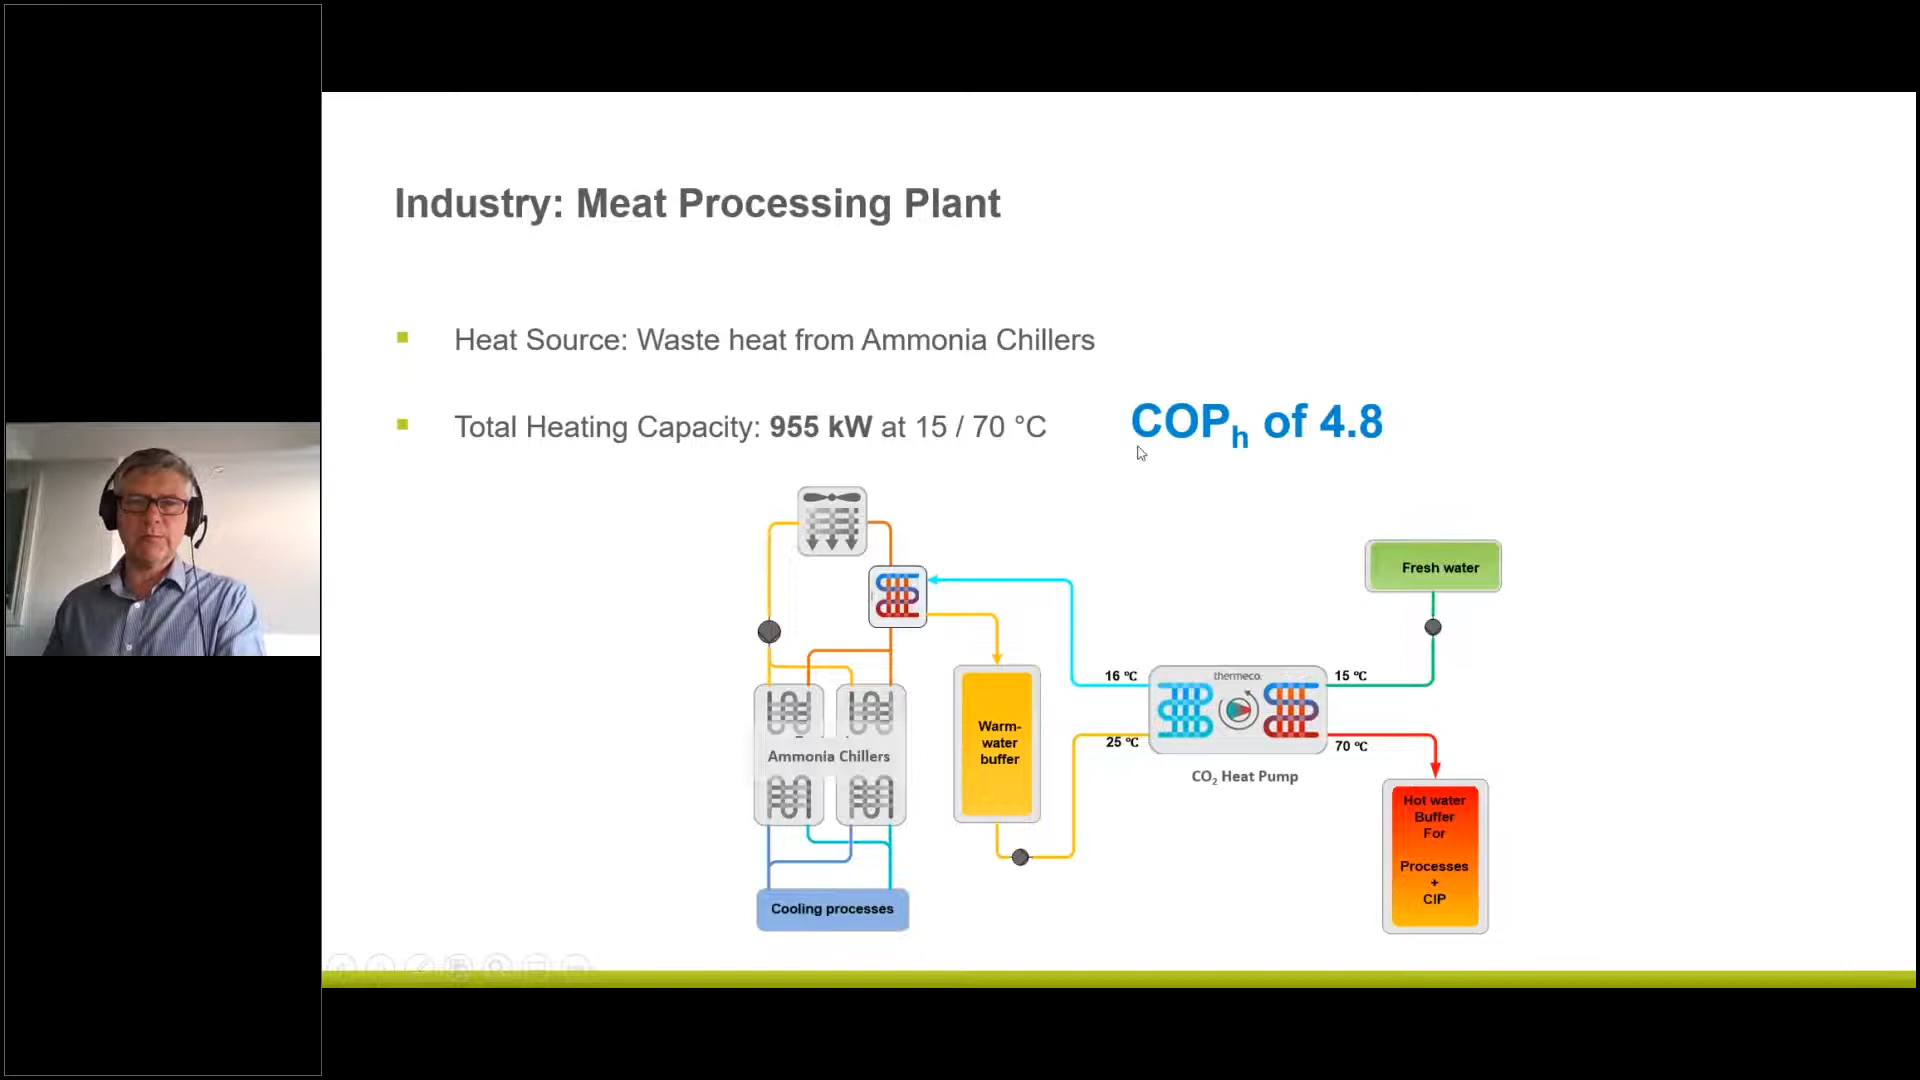 Industry: Meat Processing Plant
Heat Source: Waste heat from Ammonia Chillers
Total Heating Capacity: 955 kW at 15 / 70 °C
COPh of 4.8
Fresh water
16 °C
thermeco2
15 °C
Warm-
water
buffer
25 °C
70 °C
Ammonia Chillers
CO2 Heat Pump
Hot water
Buffer
For
Processes
+
CIP
Cooling processes